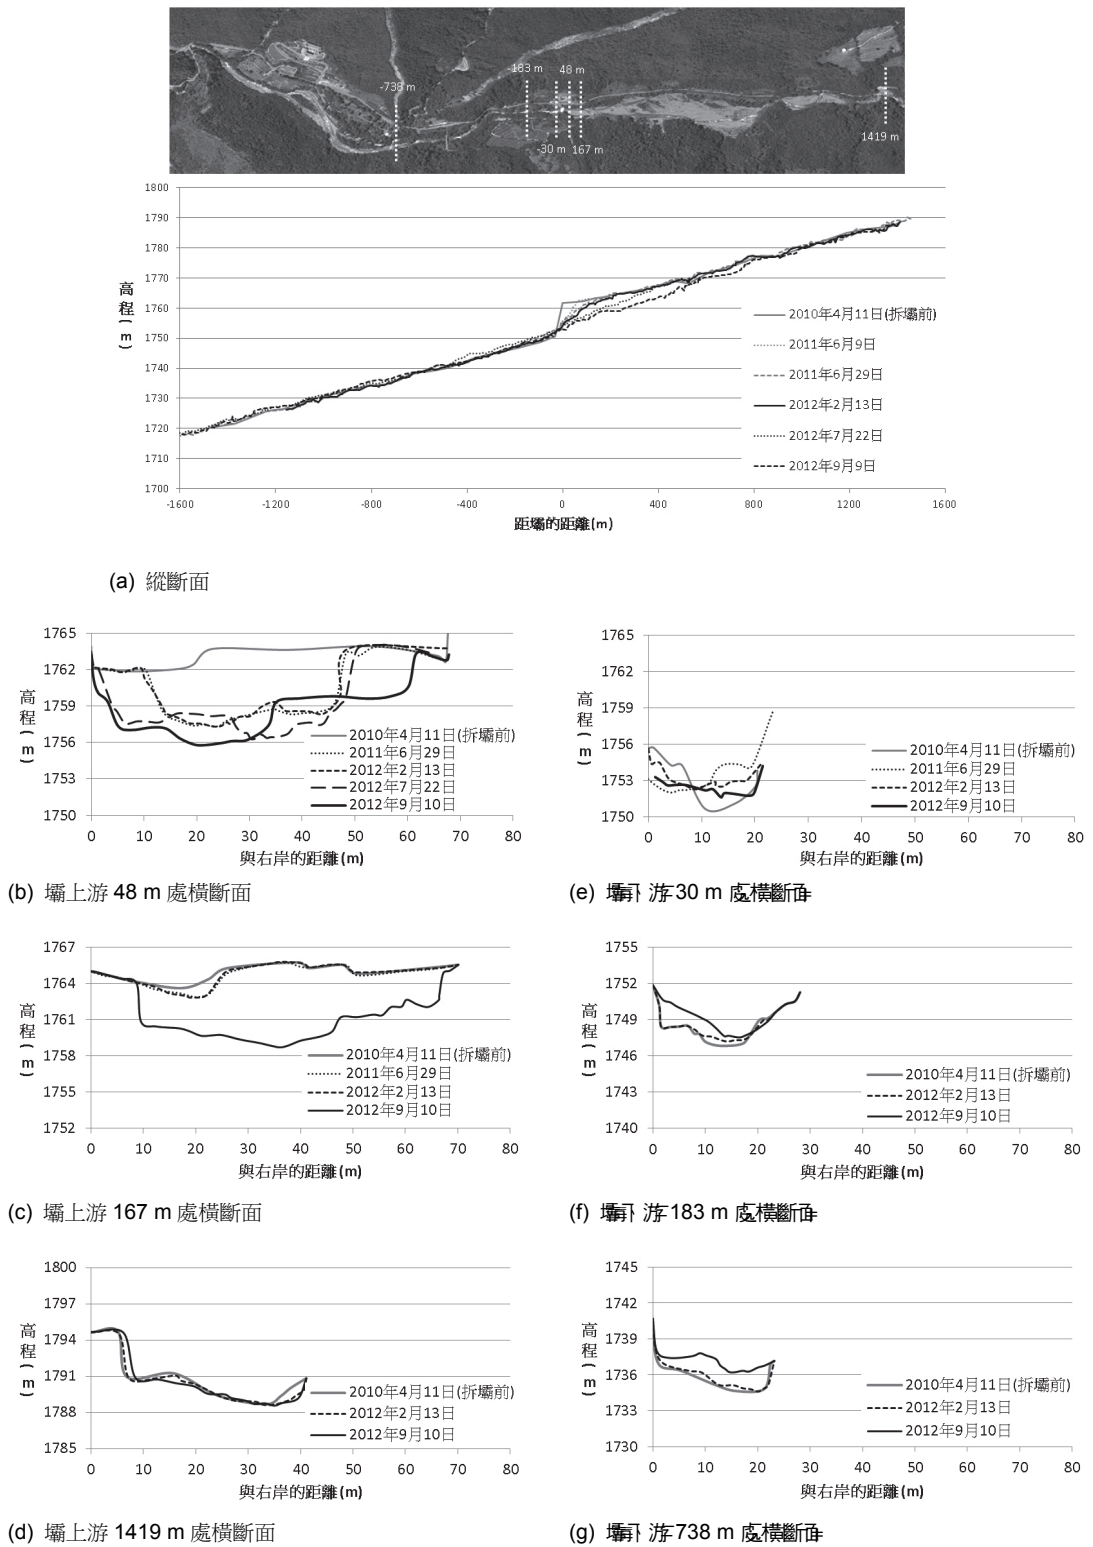 -738 m
-183 m
48 m
-30 m
167 m
1419 m
1800
1790
1780
1770
1760
1750
1740
1730
1720
1710
1700
高程(m)
-1600 -1200 -800 -400 0 400 800 1200 1600
距壩的距離(m)
2010年4月11日(拆壩前)
2011年6月9日
2011年6月29日
2012年2月13日
2012年7月22日
2012年9月9日
(a) 縱斷面
1765
1762
1759
1756
1753
1750
高程(m)
0 10 20 30 40 50 60 70 80
與右岸的距離(m)
2010年4月11日(拆壩前)
2011年6月29日
2012年2月13日
2012年7月22日
2012年9月10日
(b) 壩上游 48 m 處橫斷面
1765
1762
1759
1756
1753
1750
高程(m)
0 10 20 30 40 50 60 70 80
與右岸的距離(m)
2010年4月11日(拆壩前)
2011年6月29日
2012年2月13日
2012年9月10日
(e) 壩下游 30 m 處橫斷面
1767
1764
1761
1758
1755
1752
高程(m)
0 10 20 30 40 50 60 70 80
與右岸的距離(m)
2010年4月11日(拆壩前)
2011年6月29日
2012年2月13日
2012年9月10日
(c) 壩上游 167 m 處橫斷面
1755
1752
1749
1746
1743
1740
高程(m)
0 10 20 30 40 50 60 70 80
與右岸的距離(m)
2010年4月11日(拆壩前)
2012年2月13日
2012年9月10日
(f) 壩下游 183 m 處橫斷面
1800
1797
1794
1791
1788
1785
高程(m)
0 10 20 30 40 50 60 70 80
與右岸的距離(m)
2010年4月11日(拆壩前)
2012年2月13日
2012年9月10日
(d) 壩上游 1419 m 處橫斷面
1745
1742
1739
1736
1733
1730
高程(m)
0 10 20 30 40 50 60 70 80
與右岸的距離(m)
2010年4月11日(拆壩前)
2012年2月13日
2012年9月10日
(g) 壩下游 738 m 處橫斷面